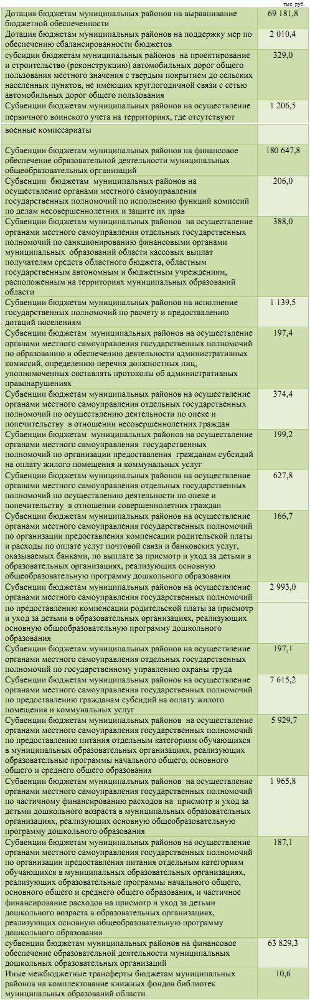 тыс. руб.
Дотация бюджетам муниципальных районов на выравнивание
бюджетной обеспеченности
69 181,8
Дотация бюджетам муниципальных районов на поддержку мер по
обеспечению сбалансированности бюджетов
2 010,4
субсидии бюджетам муниципальных районов на проектирование
и строительство (реконструкцию) автомобильных дорог общего
пользования местного значения с твердым покрытием до сельских
населенных пунктов, не имеющих круглогодичной связи с сетью
автомобильных дорог общего пользования
329,0
Субвенции бюджетам муниципальных районов на осуществление
первичного воинского учета на территориях, где отсутствуют
1 206,5
военные комиссариаты
Субвенции бюджетам муниципальных районов на финансовое
обеспечение образовательной деятельности муниципальных
общеобразовательных организаций
180 647,8
Субвенции бюджетам муниципальных районов на
осуществление органами местного самоуправления
государственных полномочий по исполнению функций комиссий
по делам несовершеннолетних и защите их прав
206,0
Субвенции бюджетам муниципальных районов на осуществление
органами местного самоуправления отдельных государственных
полномочий по санкционированию финансовыми органами
муниципальных образований области кассовых выплат
получателям средств областного бюджета, областным
государственным автономным и бюджетным учреждениям,
расположенным на территориях муниципальных образований
области
388,0
Субвенции бюджетам муниципальных районов на исполнение
государственных полномочий по расчету и предоставлению
дотаций поселениям
1 139,5
Субвенции бюджетам муниципальных районов на осуществление
органами местного самоуправления государственных полномочий
по образованию и обеспечению деятельности административных
комиссий, определению перечня должностных лиц,
уполномоченных составлять протоколы об административных
правонарушениях
197,4
Субвенции бюджетам муниципальных районов на осуществление
органами местного самоуправления отдельных государственных
полномочий по осуществлению деятельности по опеке и
попечительству в отношении несовершеннолетних граждан
374,4
Субвенции бюджетам муниципальных районов на осуществление
органами местного самоуправления государственных
полномочий по организации предоставления гражданам субсидий
на оплату жилого помещения и коммунальных услуг
199,2
Субвенции бюджетам муниципальных районов на осуществление
органами местного самоуправления отдельных государственных
полномочий по осуществлению деятельности по опеке и
попечительству в отношении совершеннолетних граждан
627,8
Субвенции бюджетам муниципальных районов на осуществление
органами местного самоуправления государственных полномочий
по организации предоставления компенсации родительской платы
и расходы по оплате услуг почтовой связи и банковских услуг,
оказываемых банками, по выплате за присмотр и уход за детьми в
образовательных организациях, реализующих основную
общеобразовательную программу дошкольного образования
166,7
Субвенции бюджетам муниципальных районов на осуществление
органами местного самоуправления государственных полномочий
2 993,0
по предоставлению компенсации родительской платы за присмотр
и уход за детьми в образовательных организациях, реализующих
основную общеобразовательную программу дошкольного
образования
Субвенции бюджетам муниципальных районов на осуществление
органами местного самоуправления отдельных государственных
полномочий по государственному управлению охраны труда
197,1
Субвенции бюджетам муниципальных районов на осуществление
органами местного самоуправления государственных полномочий
по предоставлению гражданам субсидий на оплату жилого
помещения и коммунальных услуг
7 615,2
Субвенции бюджетам муниципальных районов на осуществление
органами местного самоуправления государственных полномочий
по предоставлению питания отдельным категориям обучающихся
в муниципальных образовательных организациях, реализующих
образовательные программы начального общего, основного
общего и среднего общего образования
5 929,7
Субвенции бюджетам муниципальных районов на осуществление
органами местного самоуправления государственных полномочий
по частичному финансированию расходов на присмотр и уход за
детьми дошкольного возраста в муниципальных образовательных
организациях, реализующих основную общеобразовательную
программу дошкольного образования
1 965,8
Субвенции бюджетам муниципальных районов на осуществление
органами местного самоуправления государственных полномочий
по организации предоставления питания отдельным категориям
обучающихся в муниципальных образовательных организациях,
реализующих образовательные программы начального общего,
основного общего и среднего общего образования, и частичное
финансирование расходов на присмотр и уход за детьми
дошкольного возраста в образовательных организациях,
реализующих основную общеобразовательную программу
дошкольного образования
187,1
субвенции бюджетам муниципальных районов на финансовое
обеспечение образовательной деятельности муниципальных
дошкольных образовательных организаций
63 829,3
Иные межбюджетные трансферты бюджетам муниципальных
районов на комплектование книжных фондов библиотек
муниципальных образований области
10,6